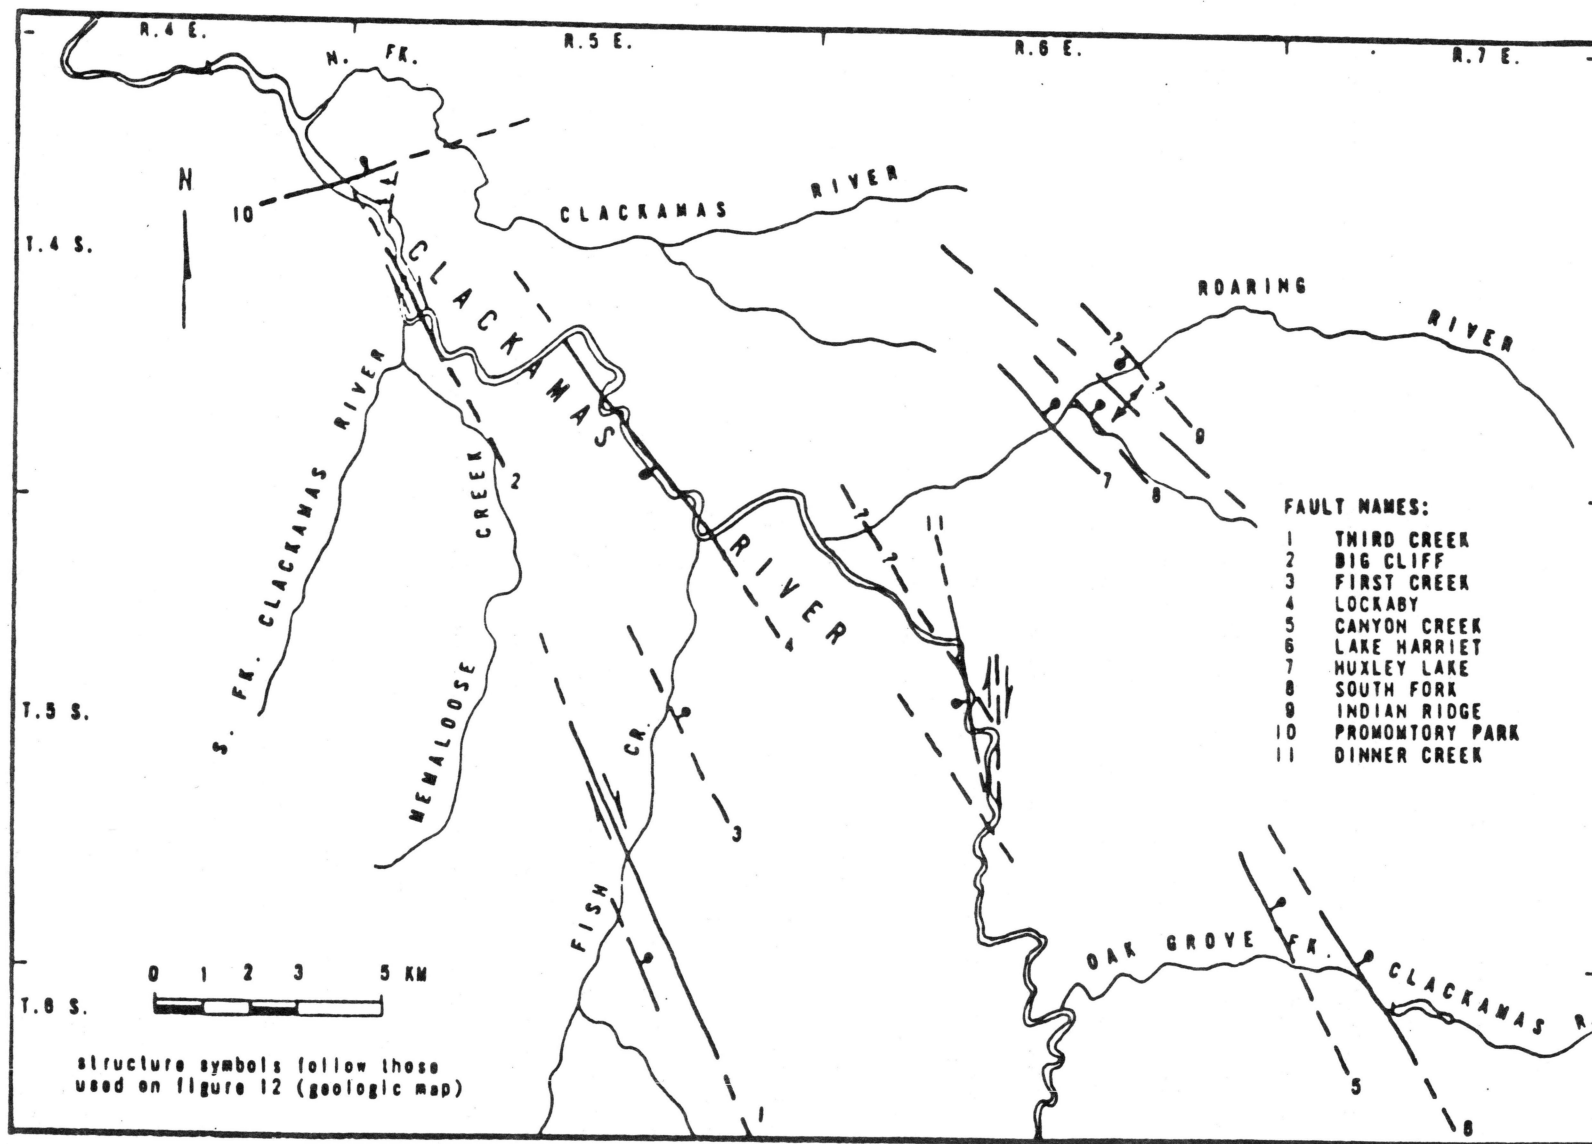 R.4 E.
R.5 E.
R.6 E.
R.7 E.
N. FK.
CLACKAMAS RIVER
N
10
T.4 S.
CLACKAMAS RIVER
ROARING RIVER
S. FK. CLACKAMAS RIVER
MEMALOOSE CREEK
2
?
?
9
7
8
?
?
11
4
FAULT NAMES:
1 THIRD CREEK
2 BIG CLIFF
3 FIRST CREEK
4 LOCKABY
5 CANYON CREEK
6 LAKE HARRIET
7 HUXLEY LAKE
8 SOUTH FORK
9 INDIAN RIDGE
10 PROMOMTORY PARK
11 DINNER CREEK
T.5 S.
FISH CR.
3
OAK GROVE FK. CLACKAMAS R.
0 1 2 3 5 KM
T.6 S.
structure symbols follow those
used on figure 12 (geologic map)
1
5
6